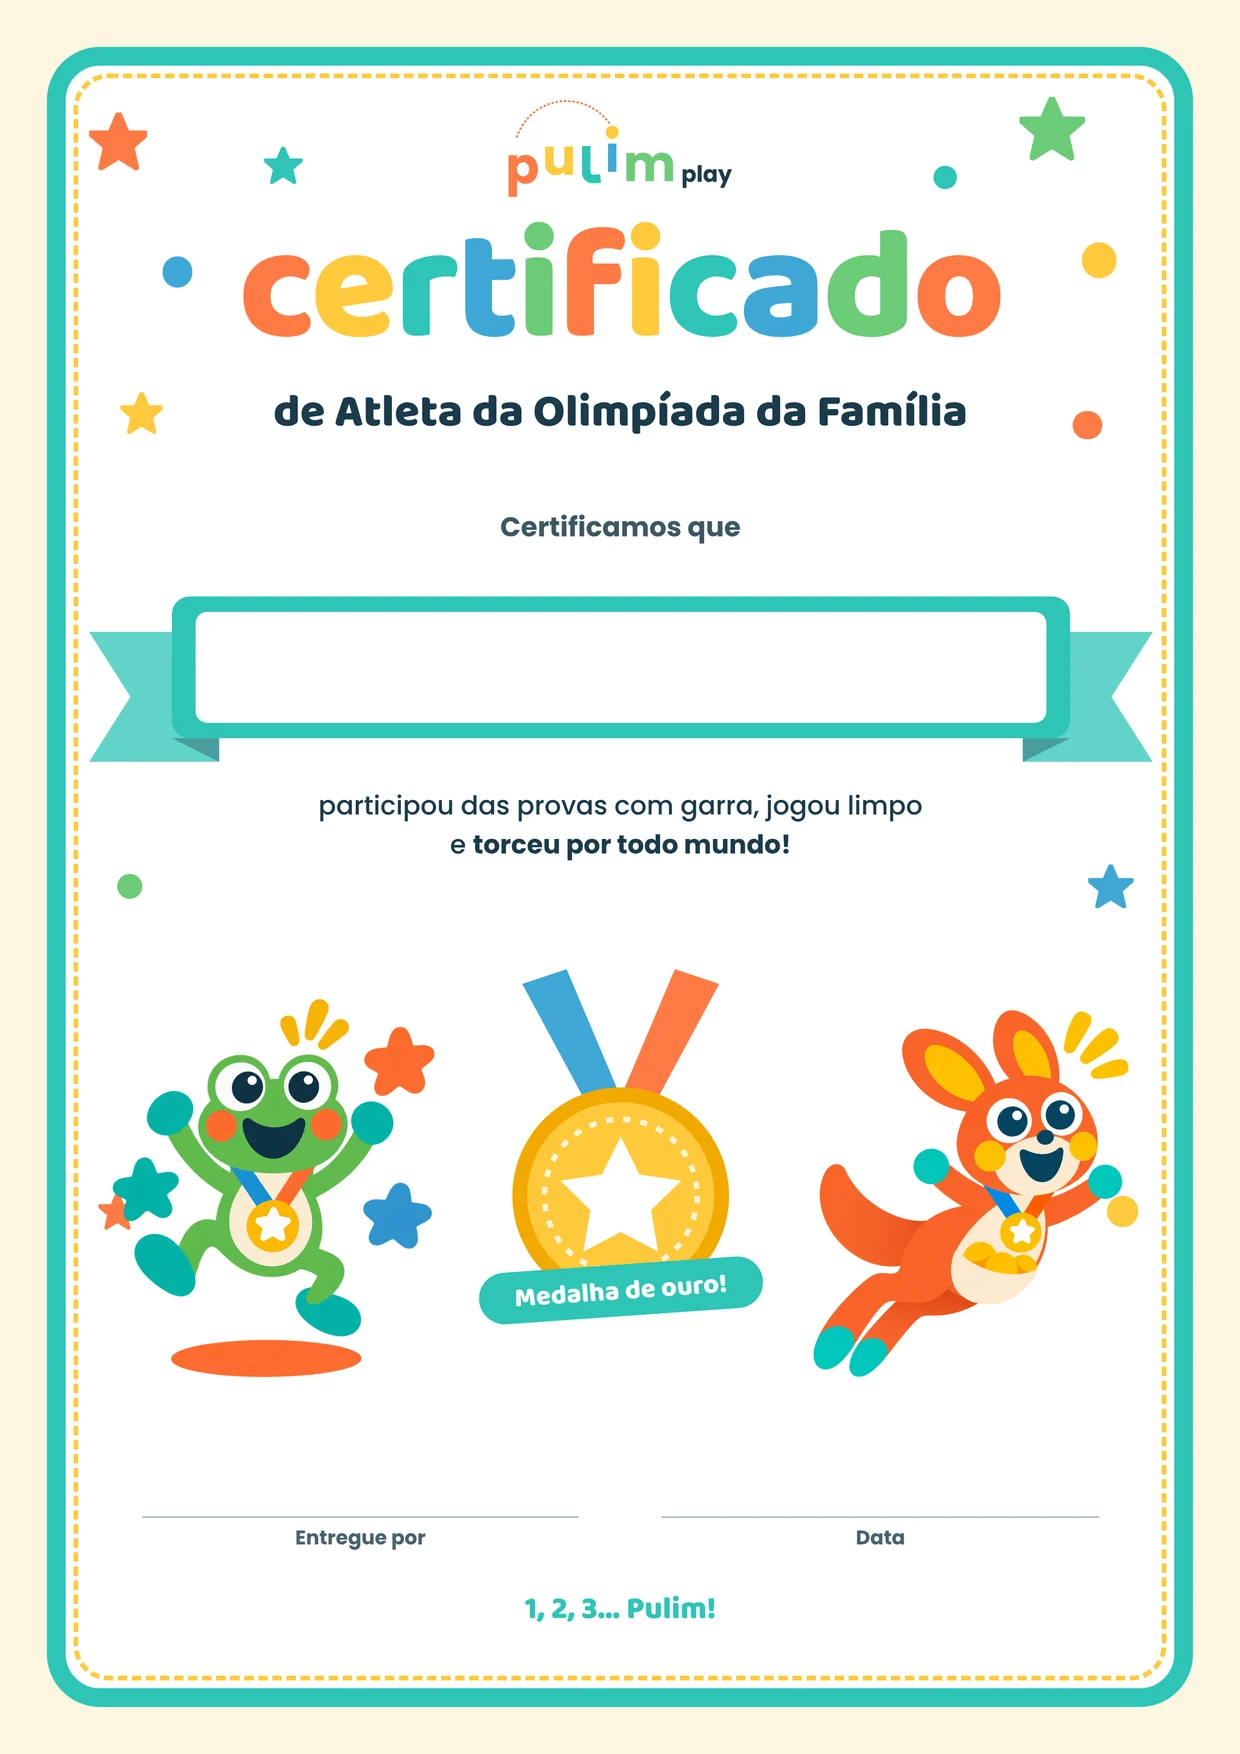 pulim play
certificado
de Atleta da Olimpíada da Família
Certificamos que
participou das provas com garra, jogou limpo
e torceu por todo mundo!
Medalha de ouro!
Entregue por
Data
1, 2, 3... Pulim!